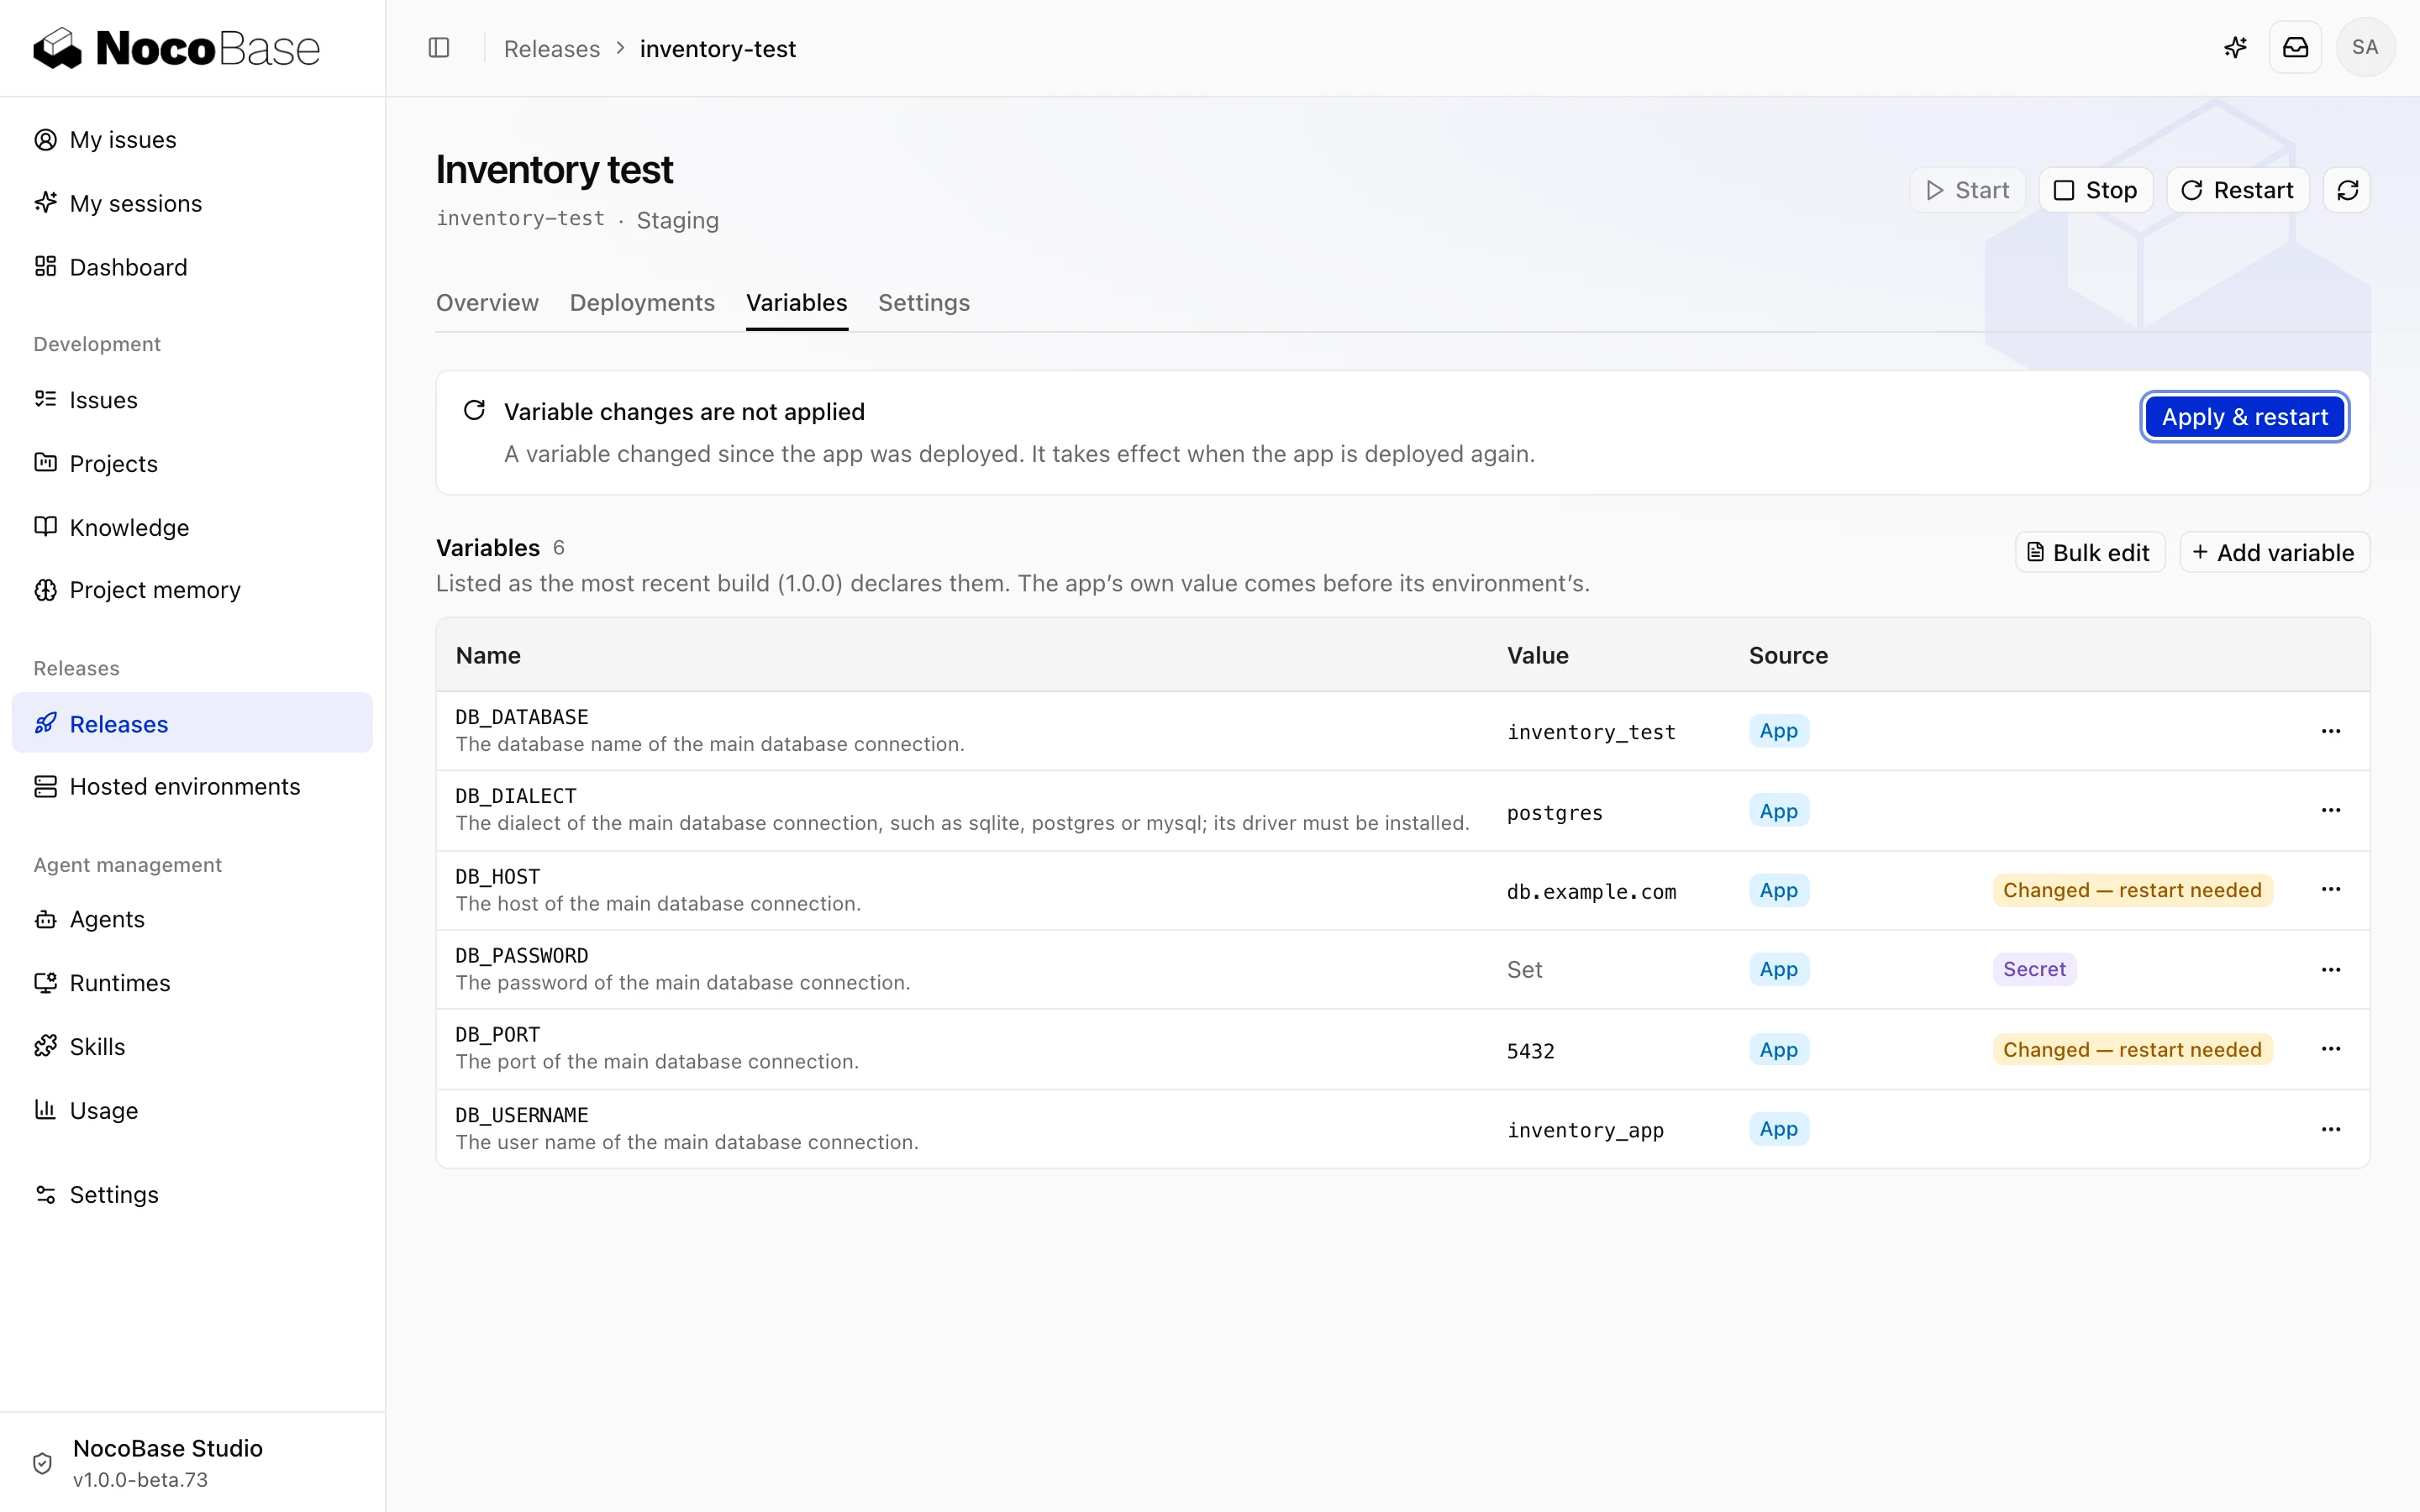 NocoBase
Releases > inventory-test
SA
My issues
My sessions
Dashboard
Development
Issues
Projects
Knowledge
Project memory
Releases
Releases
Hosted environments
Agent management
Agents
Runtimes
Skills
Usage
Settings
NocoBase Studio
v1.0.0-beta.73
Inventory test
inventory-test · Staging
Start
Stop
Restart
Overview
Deployments
Variables
Settings
Variable changes are not applied
A variable changed since the app was deployed. It takes effect when the app is deployed again.
Apply & restart
Variables 6
Listed as the most recent build (1.0.0) declares them. The app’s own value comes before its environment’s.
Bulk edit
+ Add variable
Name Value Source
DB_DATABASE
The database name of the main database connection.
inventory_test App
DB_DIALECT
The dialect of the main database connection, such as sqlite, postgres or mysql; its driver must be installed.
postgres App
DB_HOST
The host of the main database connection.
db.example.com App Changed — restart needed
DB_PASSWORD
The password of the main database connection.
Set App Secret
DB_PORT
The port of the main database connection.
5432 App Changed — restart needed
DB_USERNAME
The user name of the main database connection.
inventory_app App